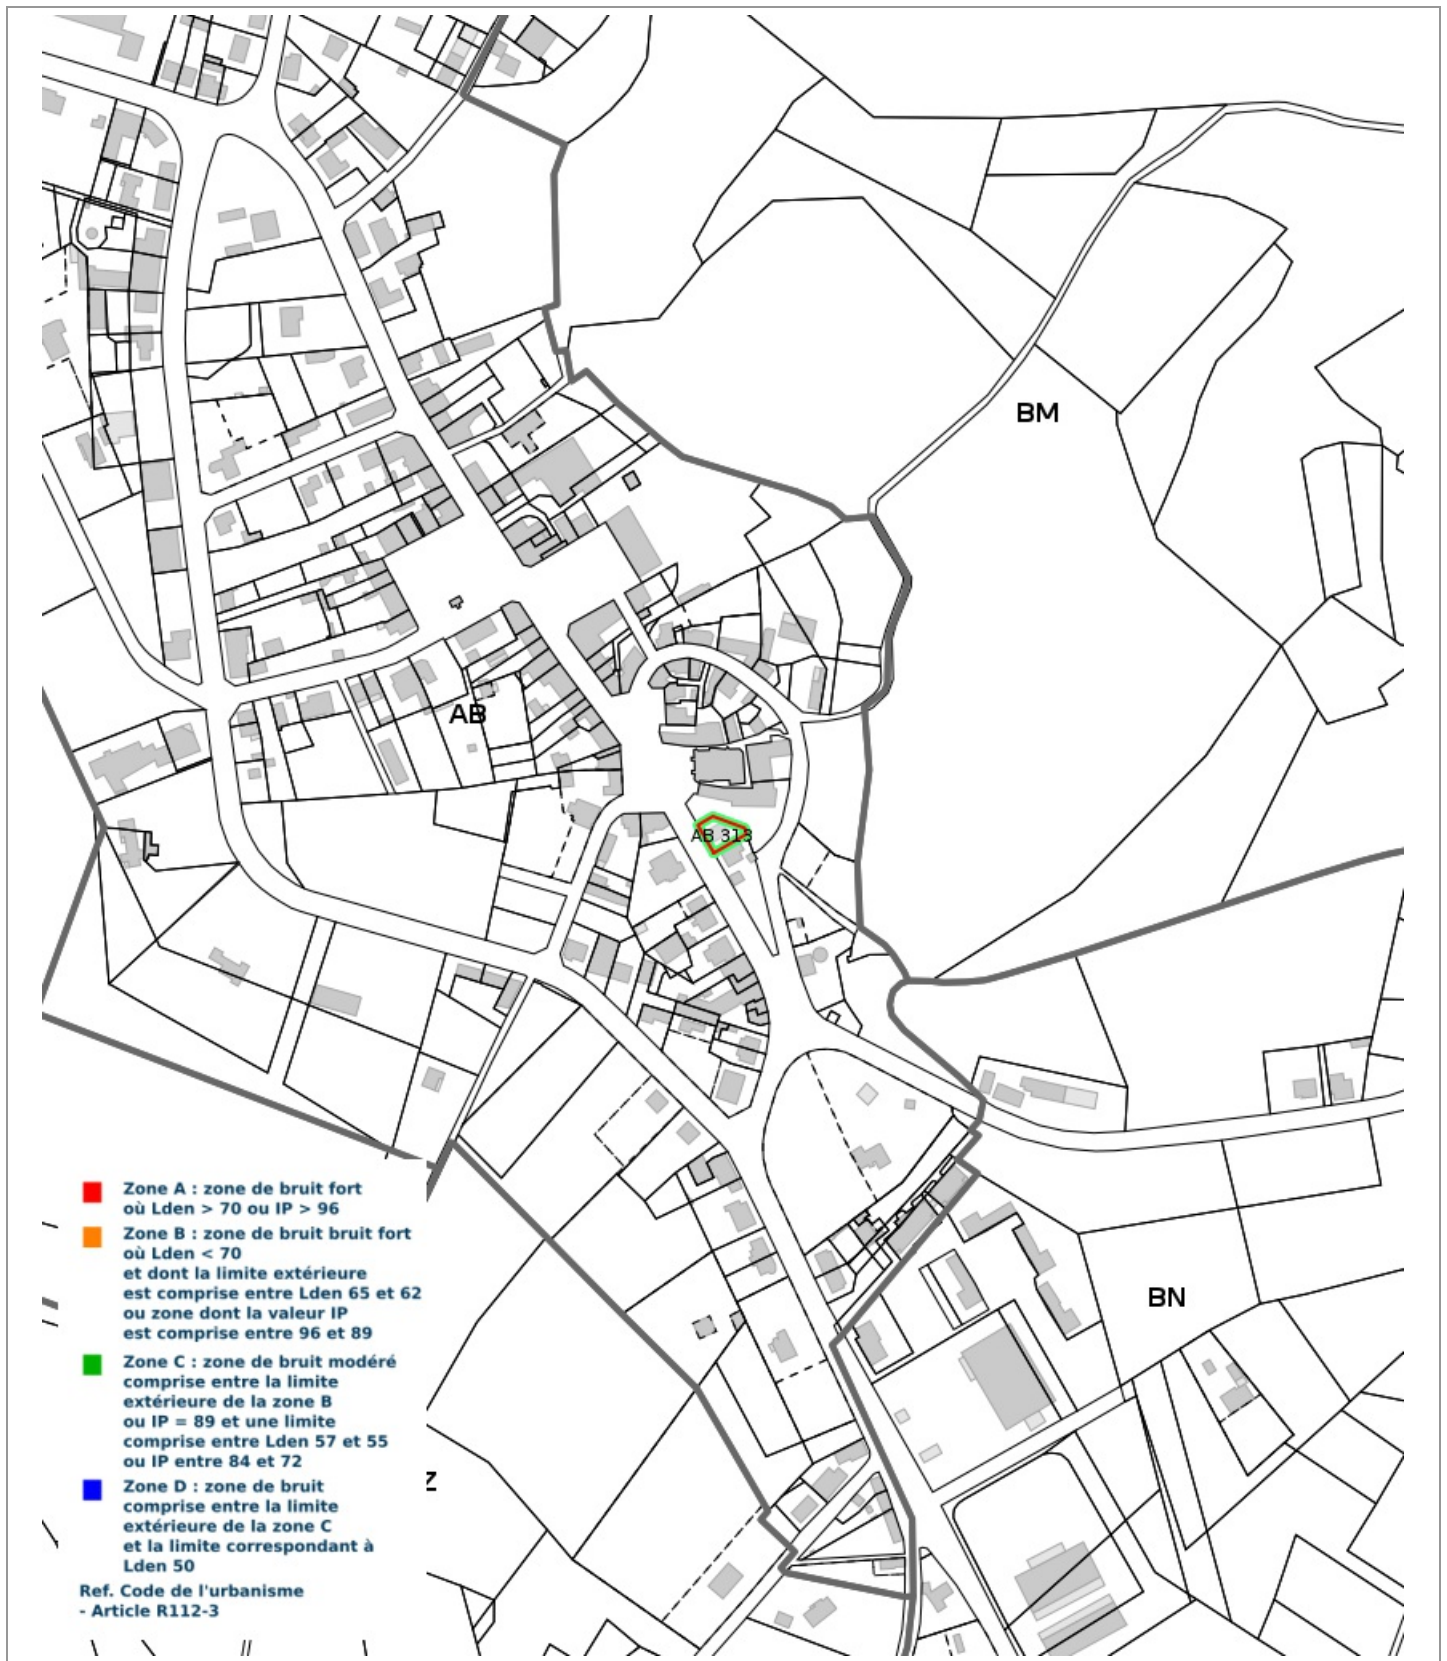 BM
AB
AB 313
BN
Z
Zone A : zone de bruit fort
où Lden > 70 ou IP > 96
Zone B : zone de bruit bruit fort
où Lden < 70
et dont la limite extérieure
est comprise entre Lden 65 et 62
ou zone dont la valeur IP
est comprise entre 96 et 89
Zone C : zone de bruit modéré
comprise entre la limite
extérieure de la zone B
ou IP = 89 et une limite
comprise entre Lden 57 et 55
ou IP entre 84 et 72
Zone D : zone de bruit
comprise entre la limite
extérieure de la zone C
et la limite correspondant à
Lden 50
Ref. Code de l'urbanisme
- Article R112-3